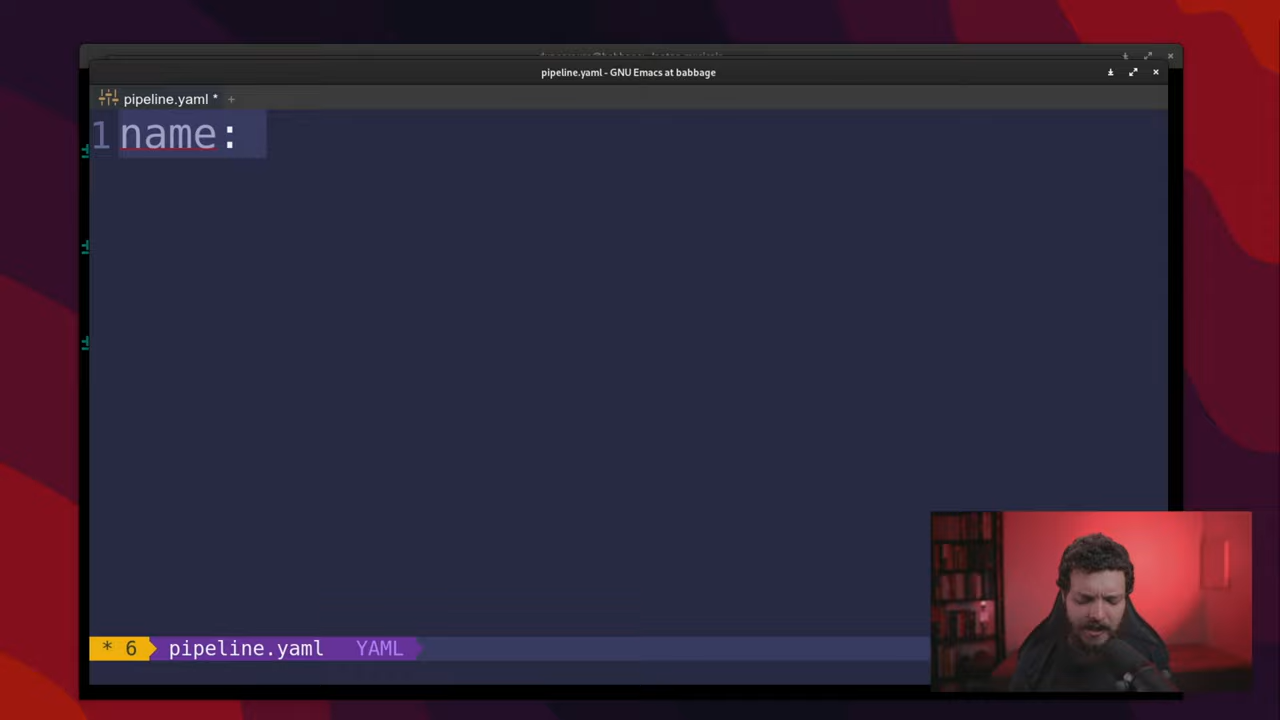 pipeline.yaml - GNU Emacs at babbage
pipeline.yaml * +
1 name:
* 6 pipeline.yaml YAML